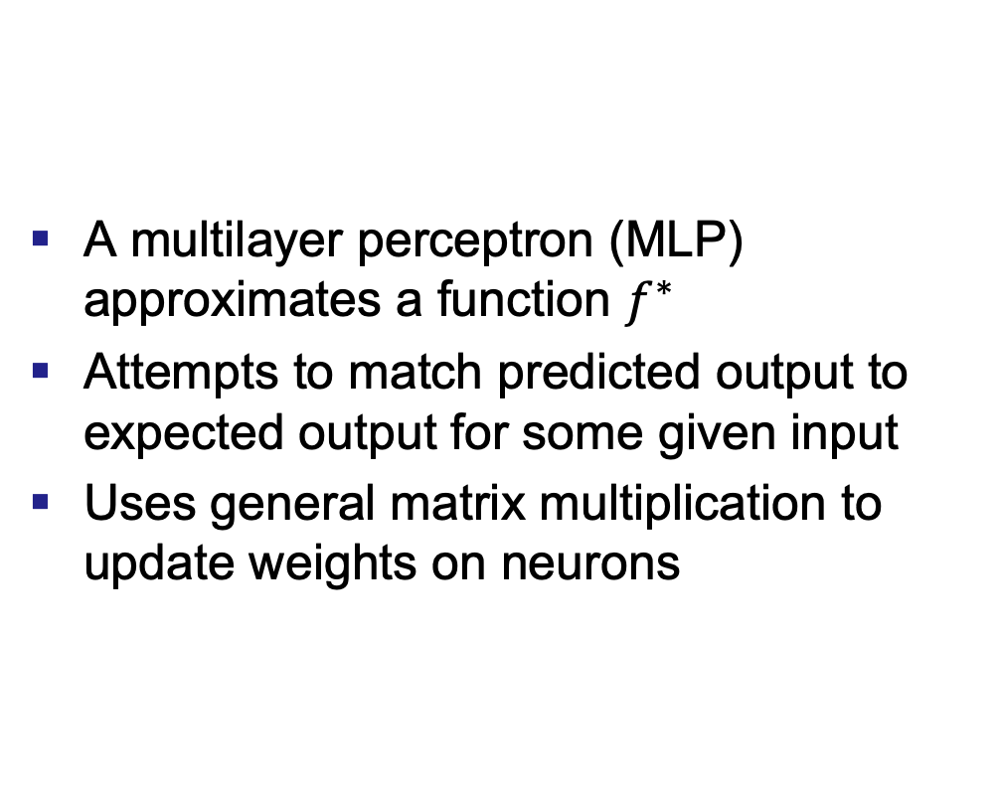 ▪ A multilayer perceptron (MLP)
approximates a function 𝑓*
▪ Attempts to match predicted output to
expected output for some given input
▪ Uses general matrix multiplication to
update weights on neurons